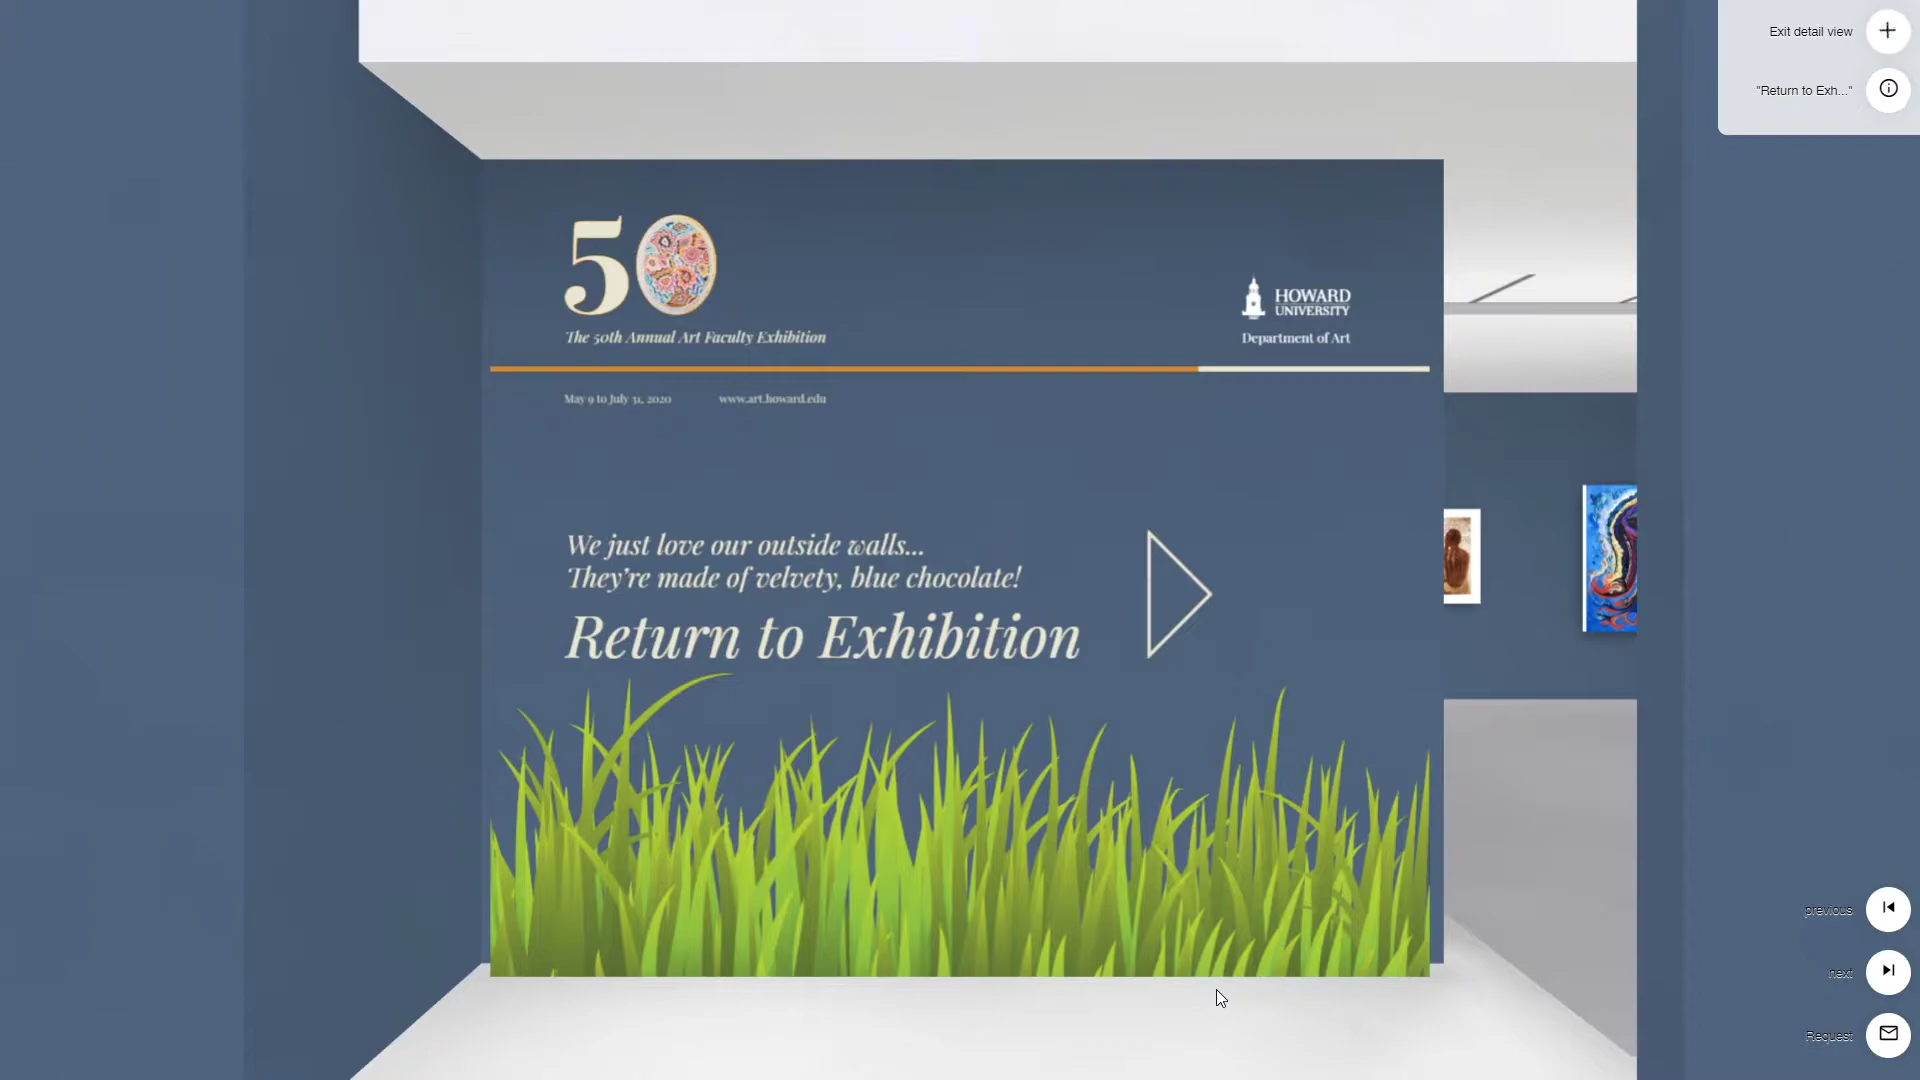 Exit detail view
"Return to Exh..."
50
The 50th Annual Art Faculty Exhibition
HOWARD
UNIVERSITY
Department of Art
May 9 to July 31, 2020 www.art.howard.edu
We just love our outside walls...
They're made of velvety, blue chocolate!
Return to Exhibition
previous
next
Request